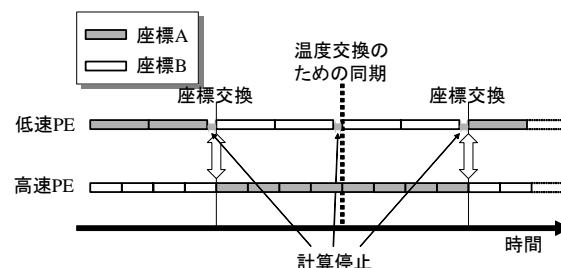 座標A
座標B
温度交換の
ための同期
座標交換
座標交換
低速PE
高速PE
時間
計算停止